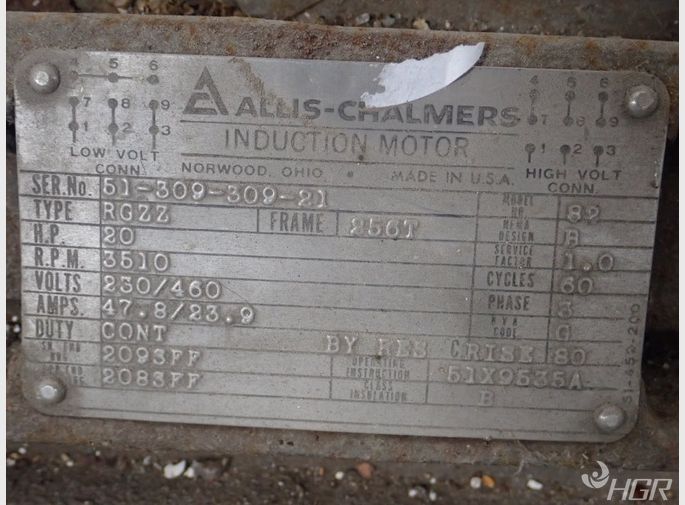 4 5 6
7 8 9
1 2 3
LOW VOLT
CONN.
ALLIS-CHALMERS
INDUCTION MOTOR
NORWOOD, OHIO. MADE IN U.S.A.
4 5 6
7 8 9
1 2 3
HIGH VOLT
CONN.
SER.No. 51-309-309-21 MODEL NO. 82
TYPE RGZZ FRAME 256T NEMA DESIGN B
H.P. 20 SERVICE FACTOR 1.0
R.P.M. 3510 CYCLES 60
VOLTS 230/460 PHASE 3
AMPS. 47.8/23.9 KVA CODE G
DUTY CONT BY RES CRISE 80
2093FF OPERATING INSTRUCTION 51X9535A
2083FF CLASS INSULATION B
HGR